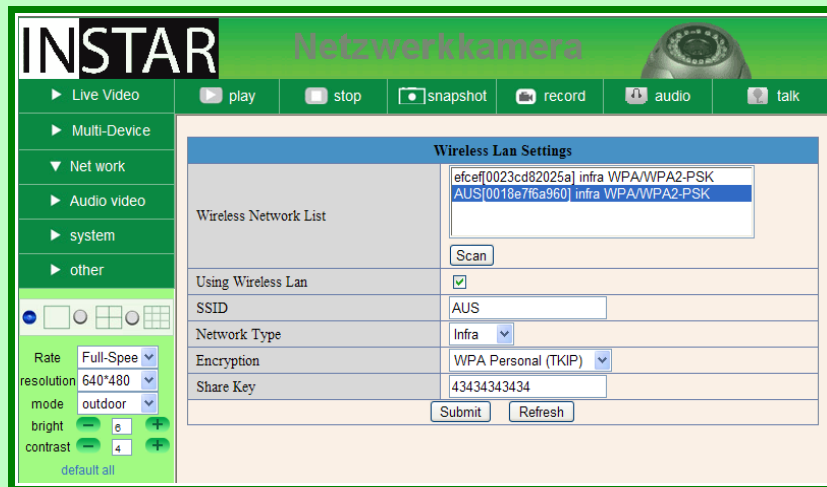 INSTAR Netzwerkkamera
Live Video
play stop snapshot record audio talk
Multi-Device
Net work
Audio video
system
other
Wireless Lan Settings
Wireless Network List
efcef[0023cd82025a] infra WPA/WPA2-PSK
AUS[0018e7f6a960] infra WPA/WPA2-PSK
Scan
Using Wireless Lan
SSID AUS
Network Type Infra
Encryption WPA Personal (TKIP)
Share Key 43434343434
Submit Refresh
Rate Full-Spee
resolution 640*480
mode outdoor
bright 6
contrast 4
default all